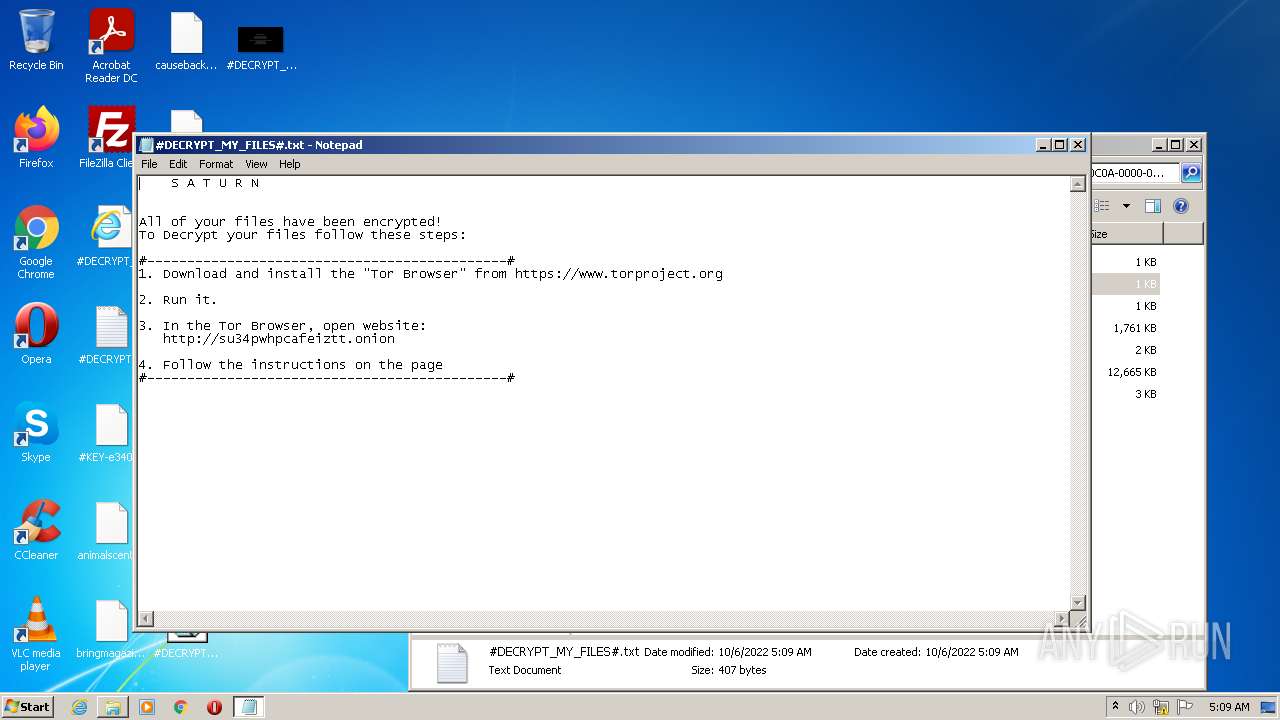 Recycle Bin
Acrobat
Reader DC
causeback...
#DECRYPT_...
Firefox
FileZilla Clie
Google
Chrome
#DECRYPT_
Opera
#DECRYPT
Skype
#KEY-e340
CCleaner
animalscent
VLC media
player
bringmagazi...
#DECRYPT...
#DECRYPT_MY_FILES#.txt - Notepad
File Edit Format View Help
S A T U R N
All of your files have been encrypted!
To Decrypt your files follow these steps:
#---------------------------------------------#
1. Download and install the "Tor Browser" from https://www.torproject.org
2. Run it.
3. In the Tor Browser, open website:
http://su34pwhpcafeiztt.onion
4. Follow the instructions on the page
#---------------------------------------------#
0C0A-0000-0...
Size
1 KB
1 KB
1 KB
1,761 KB
2 KB
12,665 KB
3 KB
#DECRYPT_MY_FILES#.txt Date modified: 10/6/2022 5:09 AM Date created: 10/6/2022 5:09 AM
Text Document Size: 407 bytes
ANY RUN
Start
5:09 AM